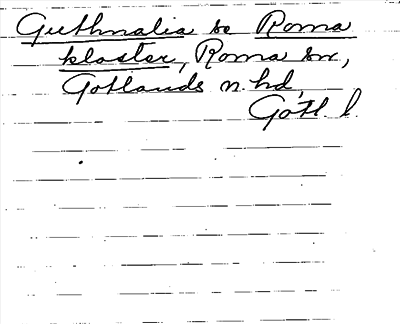 Guthnalia se Roma
kloster, Roma sn,
Gotlands n. hd,
Gotl. l.